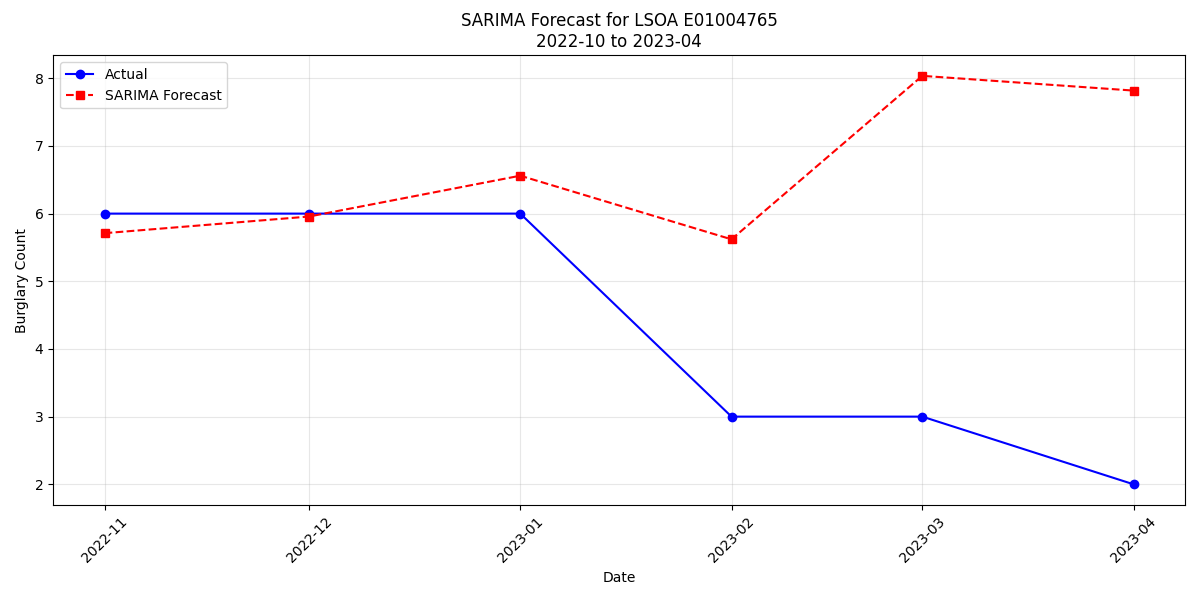 SARIMA Forecast for LSOA E01004765
2022-10 to 2023-04
Actual
SARIMA Forecast
Burglary Count
8
7
6
5
4
3
2
2022-11
2022-12
2023-01
2023-02
2023-03
2023-04
Date